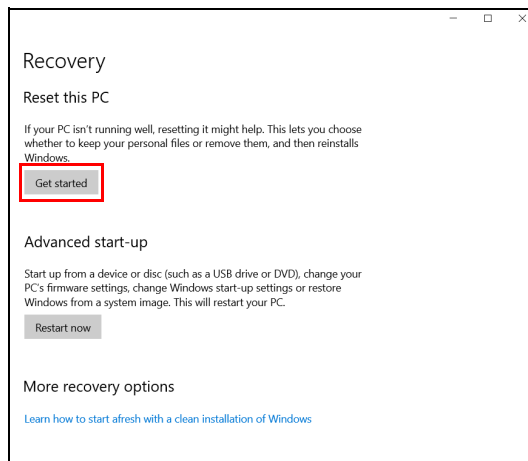 Recovery
Reset this PC
If your PC isn't running well, resetting it might help. This lets you choose
whether to keep your personal files or remove them, and then reinstalls
Windows.
Get started
Advanced start-up
Start up from a device or disc (such as a USB drive or DVD), change your
PC's firmware settings, change Windows start-up settings or restore
Windows from a system image. This will restart your PC.
Restart now
More recovery options
Learn how to start afresh with a clean installation of Windows